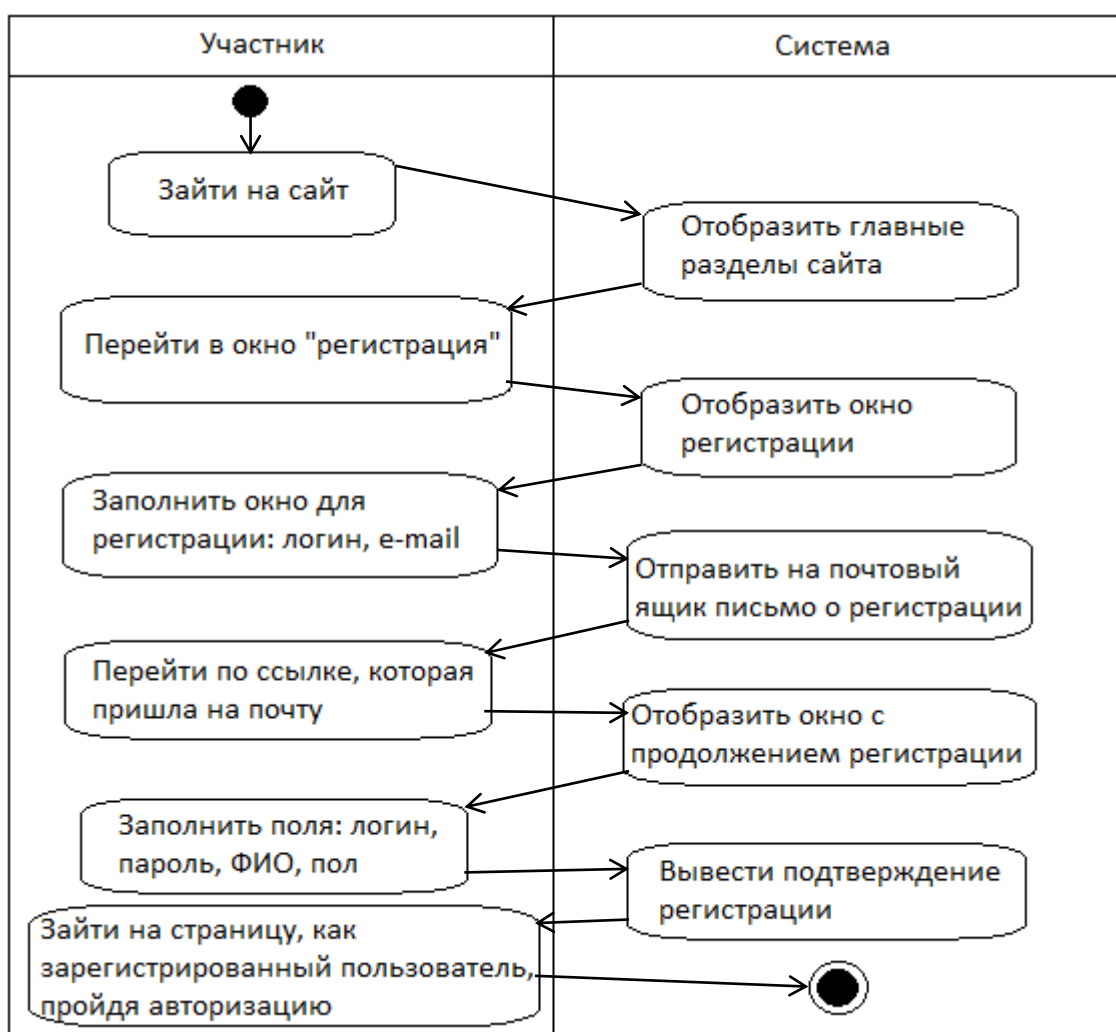 Участник
Система
Зайти на сайт
Отобразить главные
разделы сайта
Перейти в окно "регистрация"
Отобразить окно
регистрации
Заполнить окно для
регистрации: логин, e-mail
Отправить на почтовый
ящик письмо о регистрации
Перейти по ссылке, которая
пришла на почту
Отобразить окно с
продолжением регистрации
Заполнить поля: логин,
пароль, ФИО, пол
Вывести подтверждение
регистрации
Зайти на страницу, как
зарегистрированный пользователь,
пройдя авторизацию